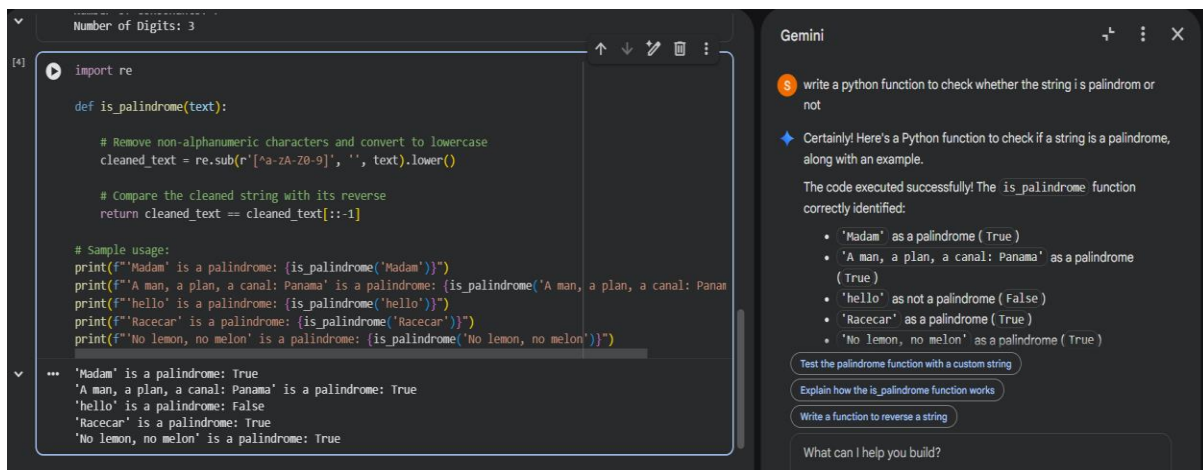 Number of Digits: 3
[4]
import re
def is_palindrome(text):
# Remove non-alphanumeric characters and convert to lowercase
cleaned_text = re.sub(r'[^a-zA-Z0-9]', '', text).lower()
# Compare the cleaned string with its reverse
return cleaned_text == cleaned_text[::-1]
# Sample usage:
print(f"'Madam' is a palindrome: {is_palindrome('Madam')}")
print(f"'A man, a plan, a canal: Panama' is a palindrome: {is_palindrome('A man, a plan, a canal: Panam
print(f"'hello' is a palindrome: {is_palindrome('hello')}")
print(f"'Racecar' is a palindrome: {is_palindrome('Racecar')}")
print(f"'No lemon, no melon' is a palindrome: {is_palindrome('No lemon, no melon')}")
'Madam' is a palindrome: True
'A man, a plan, a canal: Panama' is a palindrome: True
'hello' is a palindrome: False
'Racecar' is a palindrome: True
'No lemon, no melon' is a palindrome: True
Gemini
S
write a python function to check whether the string i s palindrom or
not
Certainly! Here's a Python function to check if a string is a palindrome,
along with an example.
The code executed successfully! The is_palindrome function
correctly identified:
• 'Madam' as a palindrome ( True )
• 'A man, a plan, a canal: Panama' as a palindrome
( True )
• 'hello' as not a palindrome ( False )
• 'Racecar' as a palindrome ( True )
• 'No lemon, no melon' as a palindrome ( True )
Test the palindrome function with a custom string
Explain how the is_palindrome function works
Write a function to reverse a string
What can I help you build?